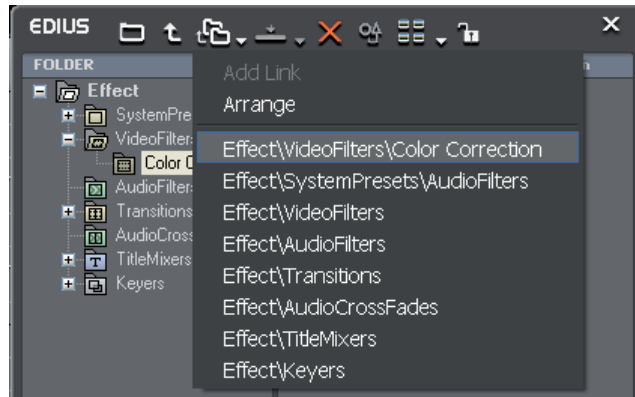 EDIUS
FOLDER
Effect
SystemPre
VideoFilter
Color C
AudioFilter
Transitions
AudioCross
TitleMixers
Keyers
Add Link
Arrange
Effect\VideoFilters\Color Correction
Effect\SystemPresets\AudioFilters
Effect\VideoFilters
Effect\AudioFilters
Effect\Transitions
Effect\AudioCrossFades
Effect\TitleMixers
Effect\Keyers